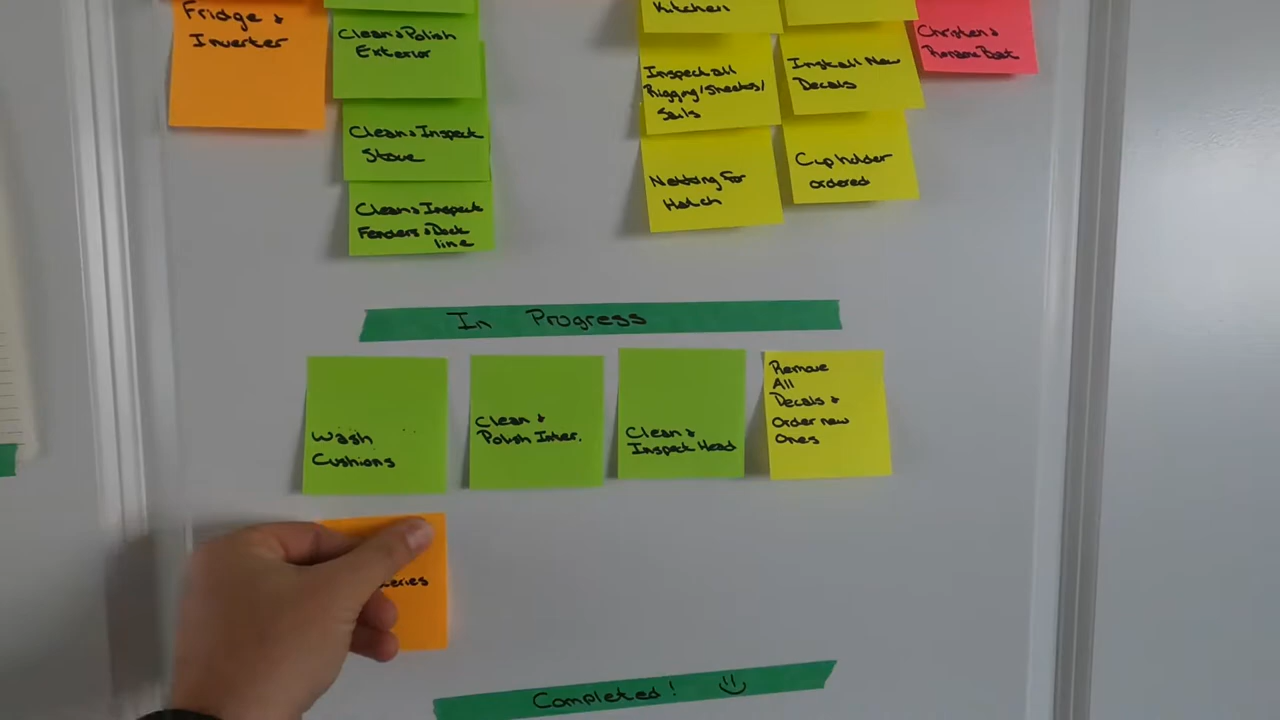 Fridge &
Inverter
Clean & Polish
Exterior
Clean & Inspect
Stove
Clean & Inspect
Fenders & Dock
line
Kitchen
Inspect all
Rigging/Sheets/
Sails
Netting for
Hatch
Install New
Decals
Cup holder
ordered
Christen &
Rename Boat
In Progress
Wash
Cushions
Clean &
Polish Inter.
Clean &
Inspect Head
Remove
All
Decals &
Order new
Ones
Completed!